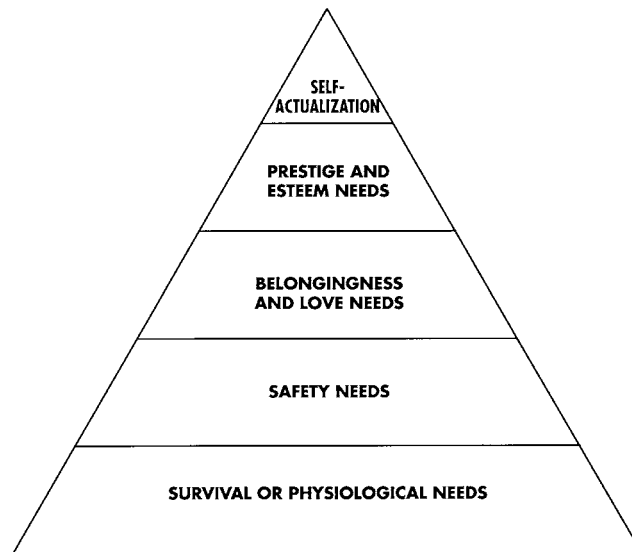 SELF-
ACTUALIZATION
PRESTIGE AND
ESTEEM NEEDS
BELONGINGNESS
AND LOVE NEEDS
SAFETY NEEDS
SURVIVAL OR PHYSIOLOGICAL NEEDS